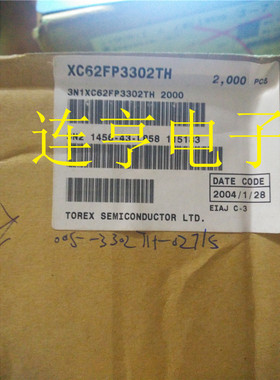 XC62FP3302TH
2,000 PCS
3N1XC62FP3302TH 2000
连亨电子
DATE CODE
2004/1/28
EIAJ C-3
TOREX SEMICONDUCTOR LTD.